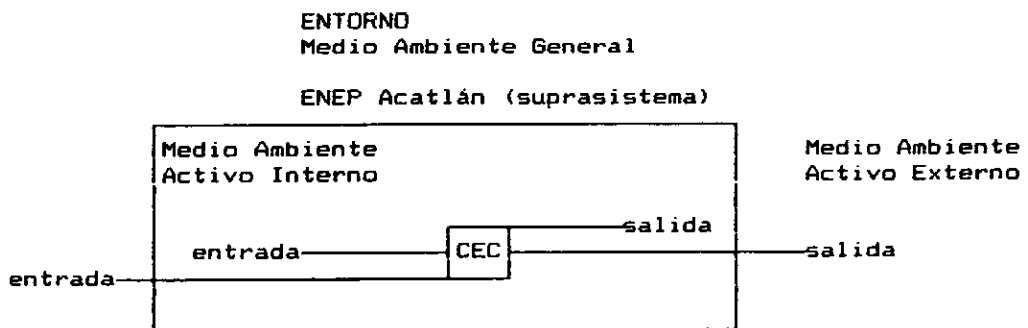 ENTORNO
Medio Ambiente General
ENEP Acatlán (suprasistema)
Medio Ambiente
Activo Interno
Medio Ambiente
Activo Externo
salida
entrada
CEC
salida
entrada